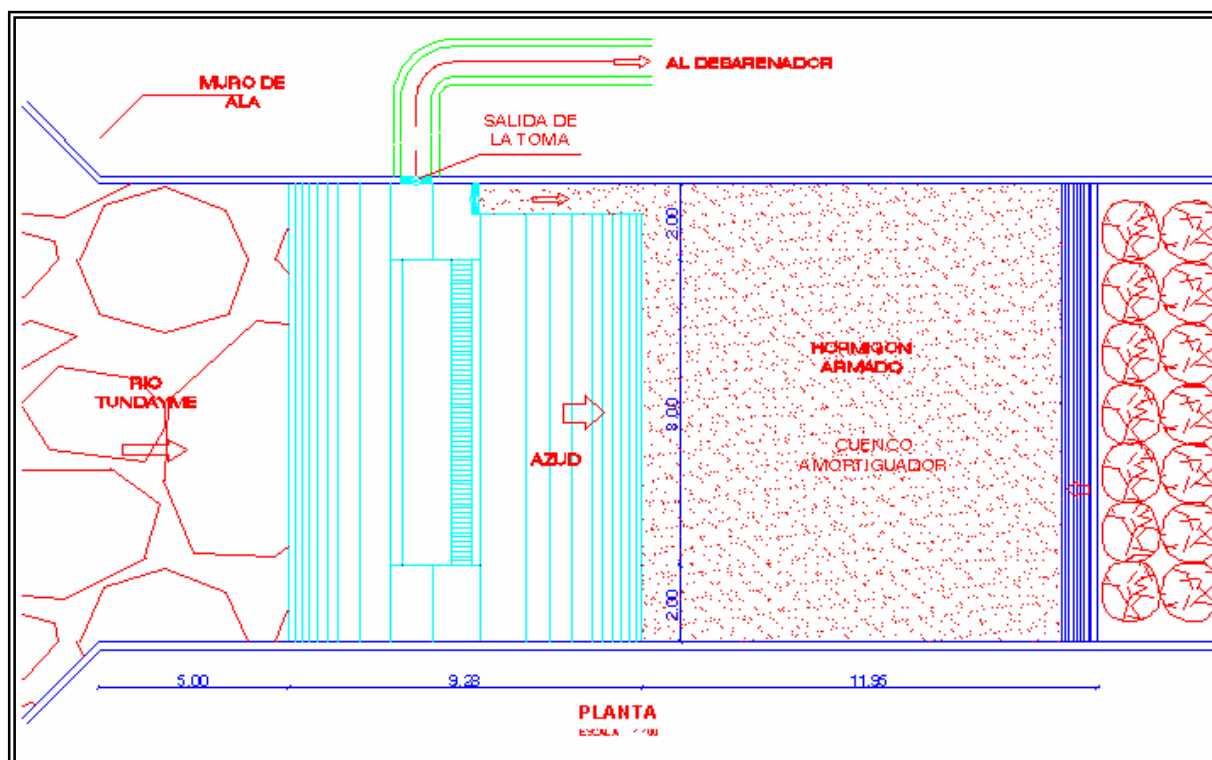 MURO DE
ALA
AL DEBARENADOR
SALIDA DE
LA TOMA
2.00
HORMIGON
ARMADO
RIO
TUNDAYME
8.00
AZUD
CUENCO
AMORTIGUADOR
2.00
5.00
9.28
11.95
PLANTA
ESCALA